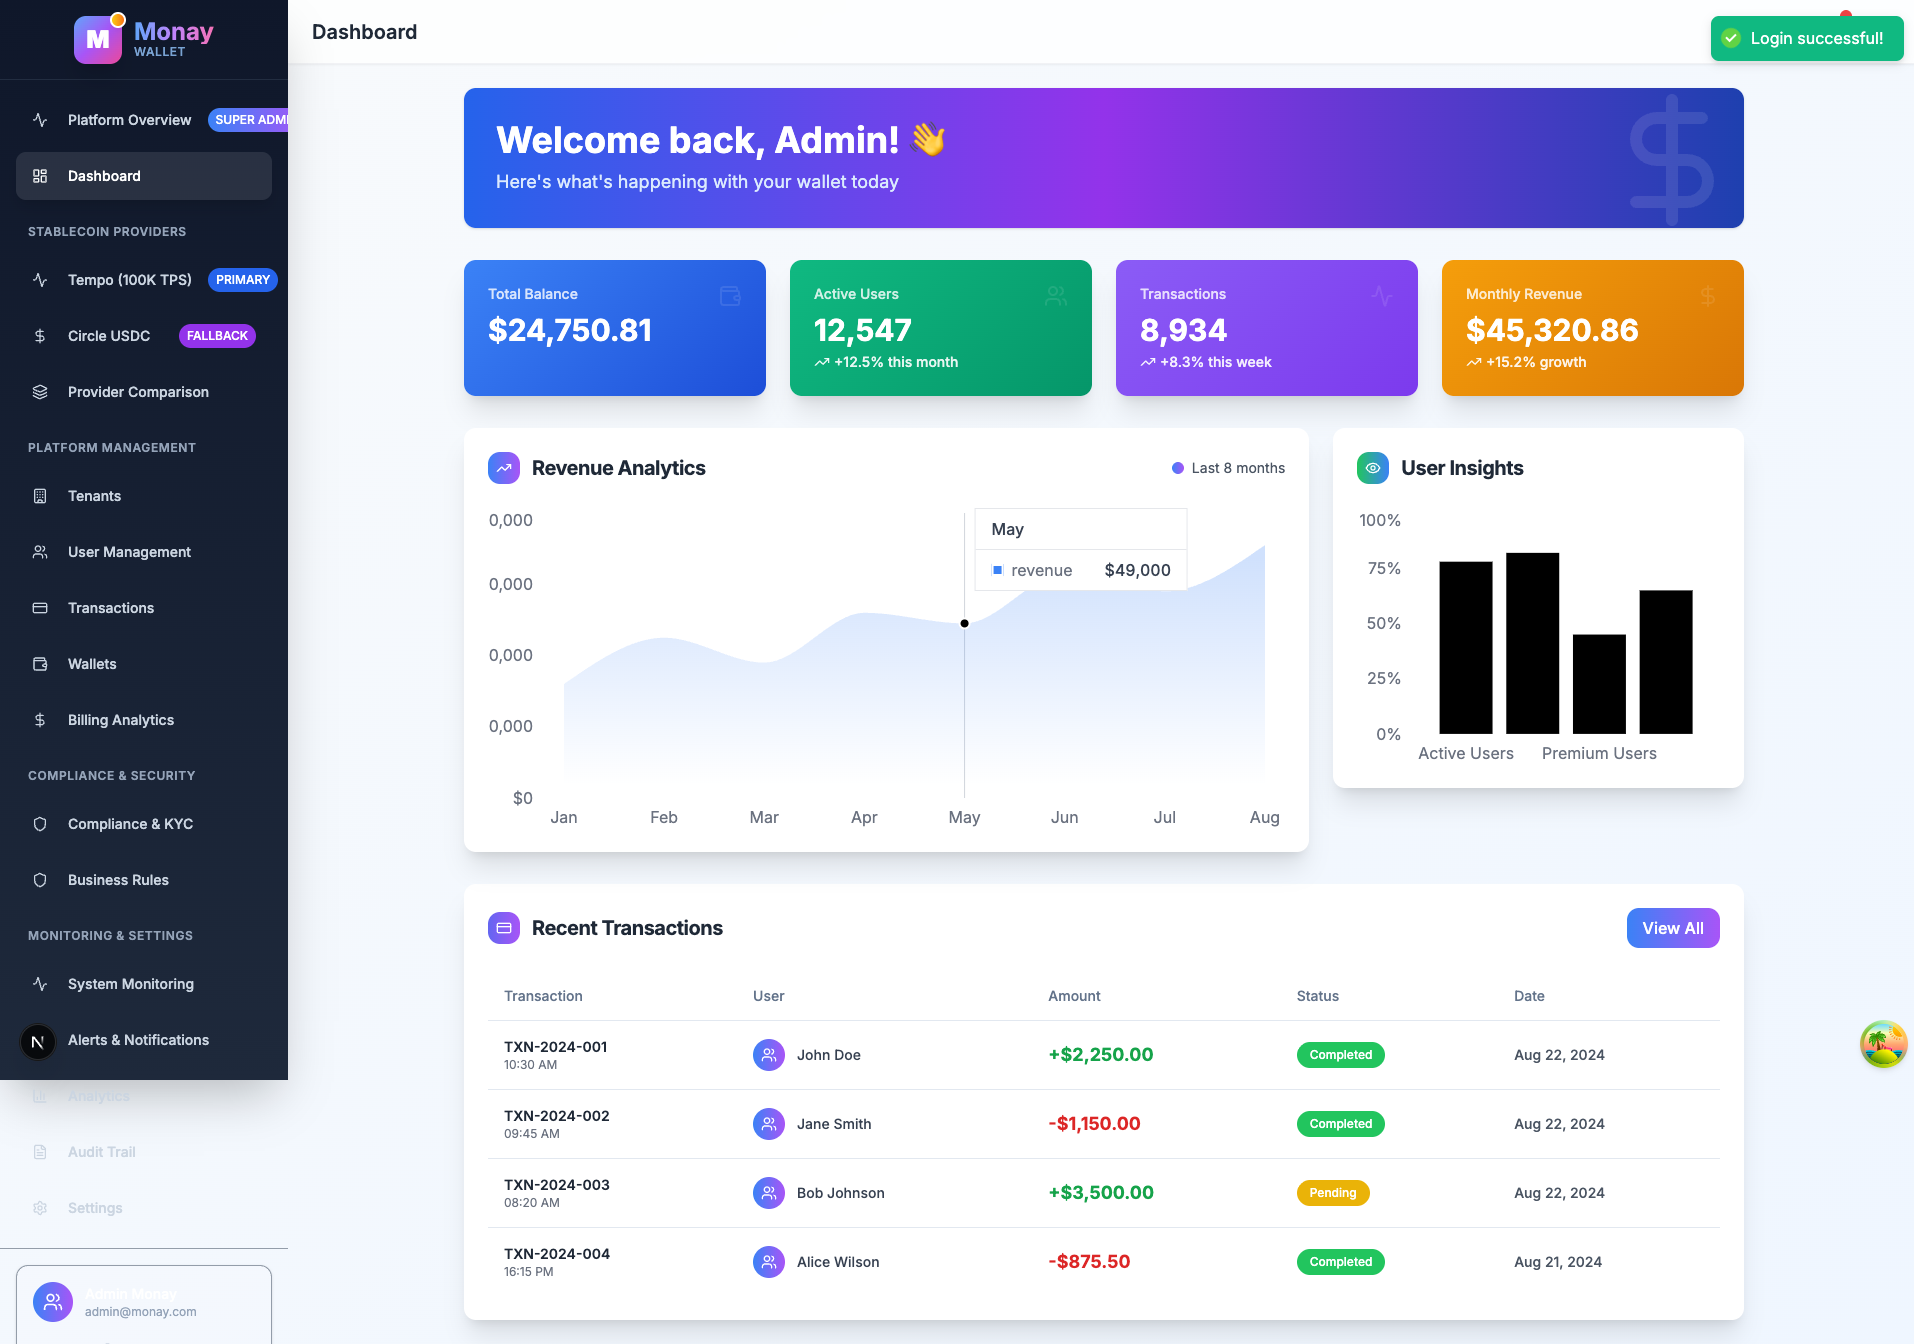 M
Monay
WALLET
Platform Overview
SUPER ADMI
Dashboard
STABLECOIN PROVIDERS
Tempo (100K TPS)
PRIMARY
Circle USDC
FALLBACK
Provider Comparison
PLATFORM MANAGEMENT
Tenants
User Management
Transactions
Wallets
Billing Analytics
COMPLIANCE & SECURITY
Compliance & KYC
Business Rules
MONITORING & SETTINGS
System Monitoring
N
Alerts & Notifications
Analytics
Audit Trail
Settings
Admin Monay
admin@monay.com
Dashboard
Login successful!
Welcome back, Admin! 👋
Here's what's happening with your wallet today
Total Balance
$24,750.81
Active Users
12,547
+12.5% this month
Transactions
8,934
+8.3% this week
Monthly Revenue
$45,320.86
+15.2% growth
Revenue Analytics
Last 8 months
0,000
0,000
0,000
0,000
$0
May
revenue $49,000
Jan Feb Mar Apr May Jun Jul Aug
User Insights
100%
75%
50%
25%
0%
Active Users Premium Users
Recent Transactions
View All
Transaction User Amount Status Date
TXN-2024-001
10:30 AM
John Doe
+$2,250.00
Completed
Aug 22, 2024
TXN-2024-002
09:45 AM
Jane Smith
-$1,150.00
Completed
Aug 22, 2024
TXN-2024-003
08:20 AM
Bob Johnson
+$3,500.00
Pending
Aug 22, 2024
TXN-2024-004
16:15 PM
Alice Wilson
-$875.50
Completed
Aug 21, 2024